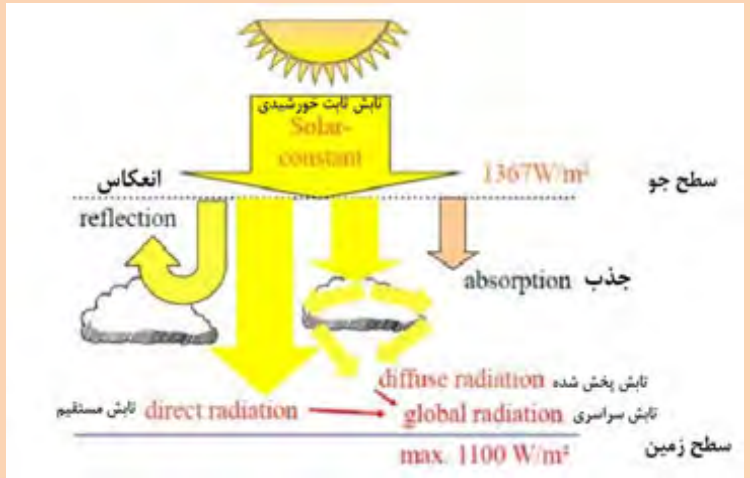 تابش ثابت خورشیدی
Solar-
constant
1367W/m²
سطح جو
انعکاس
reflection
absorption جذب
diffuse radiation تابش پخش شده
تابش مستقیم direct radiation
global radiation تابش سراسری
سطح زمین
max. 1100 W/m²